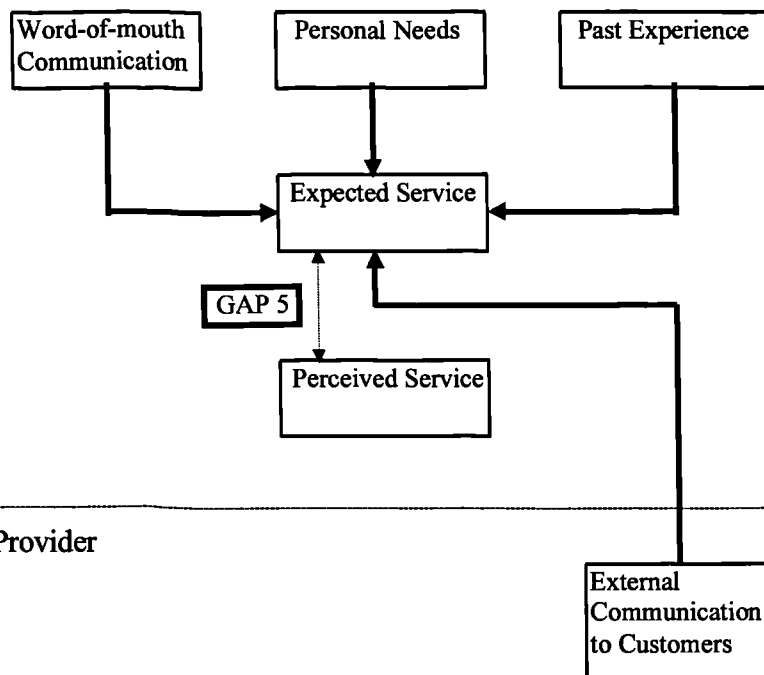 Word-of-mouth
Communication
Personal Needs
Past Experience
Expected Service
GAP 5
Perceived Service
Provider
External
Communication
to Customers